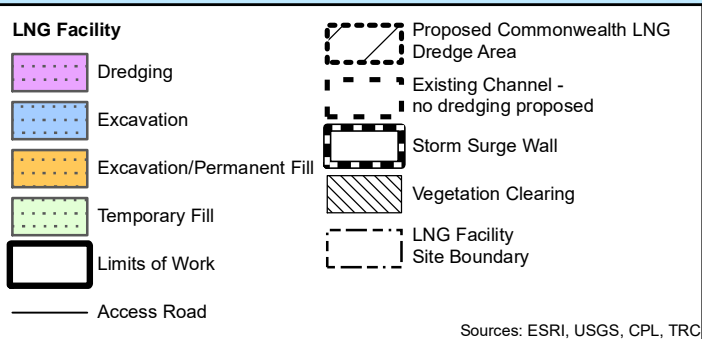 LNG Facility
Dredging
Excavation
Excavation/Permanent Fill
Temporary Fill
Limits of Work
Access Road
Proposed Commonwealth LNG
Dredge Area
Existing Channel -
no dredging proposed
Storm Surge Wall
Vegetation Clearing
LNG Facility
Site Boundary
Sources: ESRI, USGS, CPL, TRC